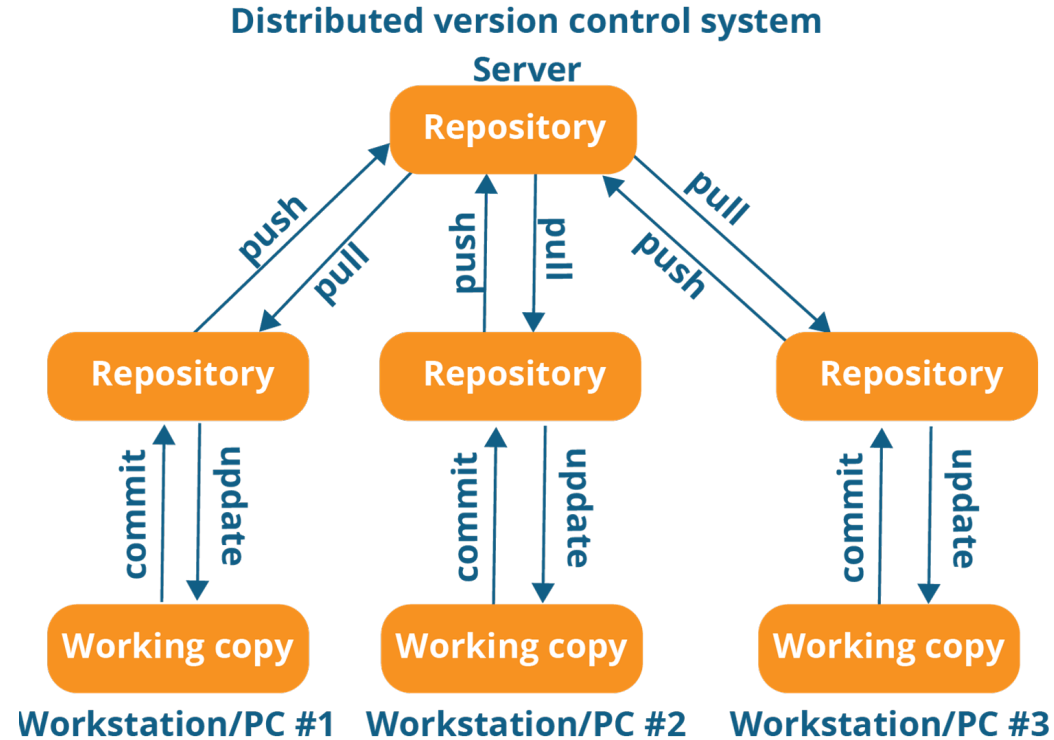 Distributed version control system
Server
Repository
push
pull
push
pull
push
pull
Repository
Repository
Repository
commit
update
commit
update
commit
update
Working copy
Working copy
Working copy
Workstation/PC #1
Workstation/PC #2
Workstation/PC #3